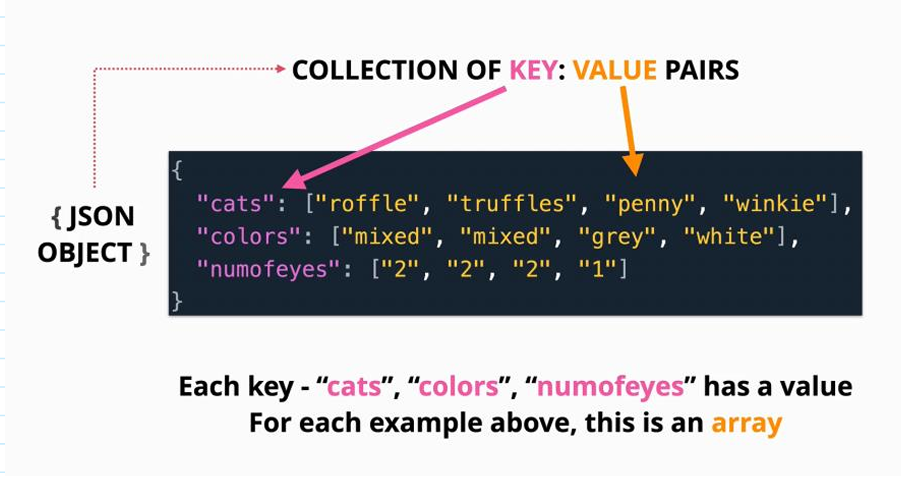 COLLECTION OF KEY: VALUE PAIRS
{ JSON
OBJECT }
{
"cats": ["roffle", "truffles", "penny", "winkie"],
"colors": ["mixed", "mixed", "grey", "white"],
"numofeyes": ["2", "2", "2", "1"]
}
Each key - “cats”, “colors”, “numofeyes” has a value
For each example above, this is an array